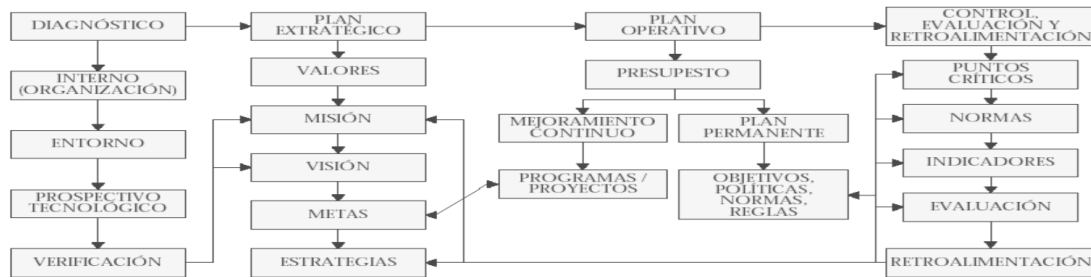 DIAGNÓSTICO
INTERNO
(ORGANIZACIÓN)
ENTORNO
PROSPECTIVO
TECNOLÓGICO
VERIFICACIÓN
PLAN
EXTRATÉGICO
VALORES
MISIÓN
VISIÓN
METAS
ESTRATEGIAS
PLAN
OPERATIVO
PRESUPESTO
MEJORAMIENTO
CONTINUO
PROGRAMAS /
PROYECTOS
PLAN
PERMANENTE
OBJETIVOS,
POLÍTICAS,
NORMAS,
REGLAS
CONTROL,
EVALUACIÓN Y
RETROALIMENTACIÓN
PUNTOS
CRÍTICOS
NORMAS
INDICADORES
EVALUACIÓN
RETROALIMENTACIÓN